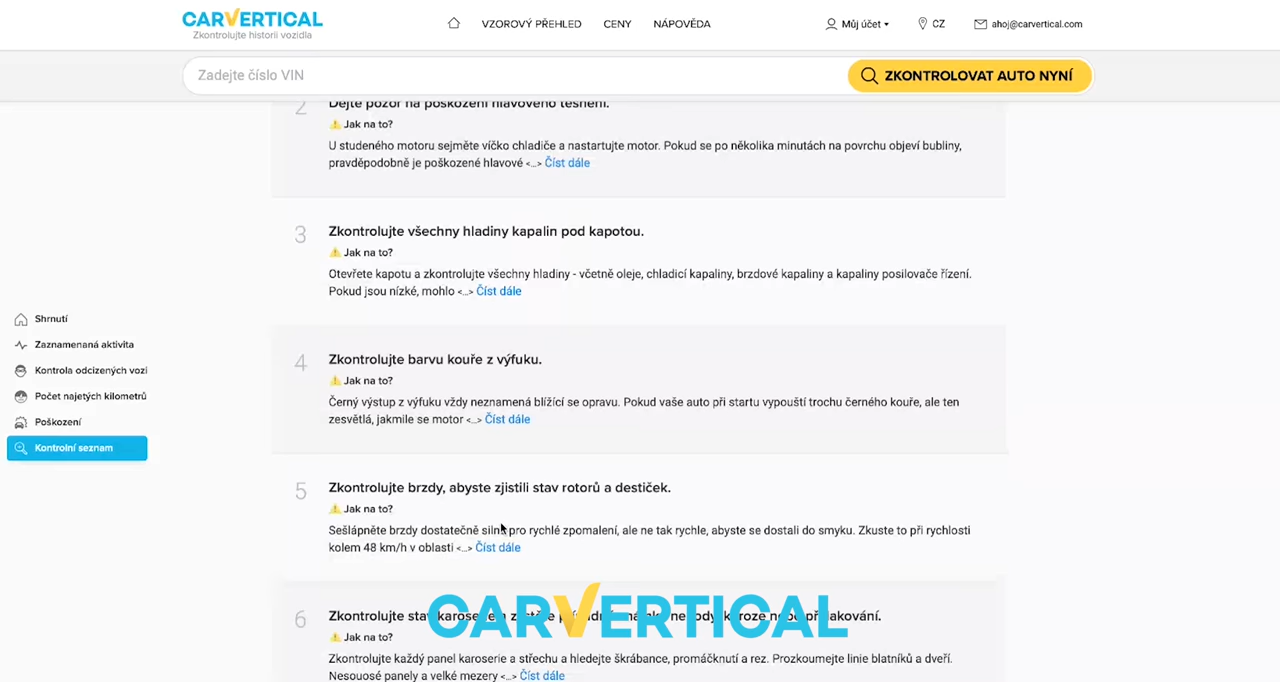 CARVERTICAL
Zkontrolujte historii vozidla
VZOROVÝ PŘEHLED
CENY
NÁPOVĚDA
Můj účet
CZ
ahoj@carvertical.com
Zadejte číslo VIN
ZKONTROLOVAT AUTO NYNÍ
2
Dejte pozor na poškození hlavového těsnění.
Jak na to?
U studeného motoru sejměte víčko chladiče a nastartujte motor. Pokud se po několika minutách na povrchu objeví bubliny,
pravděpodobně je poškozené hlavové <...> Číst dále
3
Zkontrolujte všechny hladiny kapalin pod kapotou.
Jak na to?
Otevřete kapotu a zkontrolujte všechny hladiny - včetně oleje, chladicí kapaliny, brzdové kapaliny a kapaliny posilovače řízení.
Pokud jsou nízké, mohlo <...> Číst dále
4
Zkontrolujte barvu kouře z výfuku.
Jak na to?
Černý výstup z výfuku vždy neznamená blížící se opravu. Pokud vaše auto při startu vypouští trochu černého kouře, ale ten
zesvětlá, jakmile se motor <...> Číst dále
5
Zkontrolujte brzdy, abyste zjistili stav rotorů a destiček.
Jak na to?
Sešlápněte brzdy dostatečně silně pro rychlé zpomalení, ale ne tak rychle, abyste se dostali do smyku. Zkuste to při rychlosti
kolem 48 km/h v oblasti <...> Číst dále
6
Zkontrolujte stav karoserie
Jak na to?
Zkontrolujte každý panel karoserie a střechu a hledejte škrábance, promáčknutí a rez. Prozkoumejte linie blatníků a dveří.
Nesouosé panely a velké mezery <...> Číst dále
Shrnutí
Zaznamenaná aktivita
Kontrola odcizených vozi
Počet najetých kilometrů
Poškození
Kontrolní seznam
CARVERTICAL